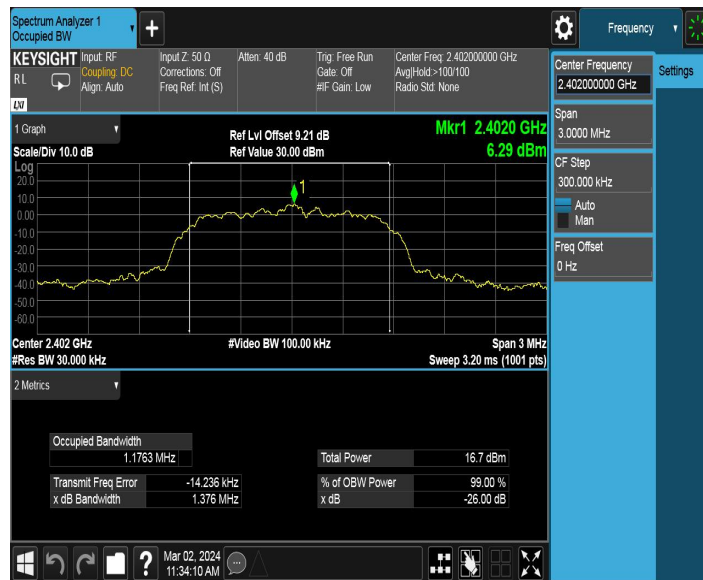 Spectrum Analyzer 1
Occupied BW
+
Frequency
KEYSIGHT
RL
LXI
Input: RF
Coupling: DC
Align: Auto
Input Z: 50 Ω
Corrections: Off
Freq Ref: Int (S)
Atten: 40 dB
Trig: Free Run
Gate: Off
#IF Gain: Low
Center Freq: 2.402000000 GHz
Avg|Hold:>100/100
Radio Std: None
Center Frequency
2.402000000 GHz
Settings
Span
3.0000 MHz
CF Step
300.000 kHz
Auto
Man
Freq Offset
0 Hz
1 Graph
Scale/Div 10.0 dB
Ref Lvl Offset 9.21 dB
Ref Value 30.00 dBm
Mkr1 2.4020 GHz
6.29 dBm
Log
20.0
10.0
0.00
-10.0
-20.0
-30.0
-40.0
-50.0
-60.0
1
Center 2.402 GHz
#Res BW 30.000 kHz
#Video BW 100.00 kHz
Span 3 MHz
Sweep 3.20 ms (1001 pts)
2 Metrics
Occupied Bandwidth
1.1763 MHz
Transmit Freq Error -14.236 kHz
x dB Bandwidth 1.376 MHz
Total Power 16.7 dBm
% of OBW Power 99.00 %
x dB -26.00 dB
?
Mar 02, 2024
11:34:10 AM